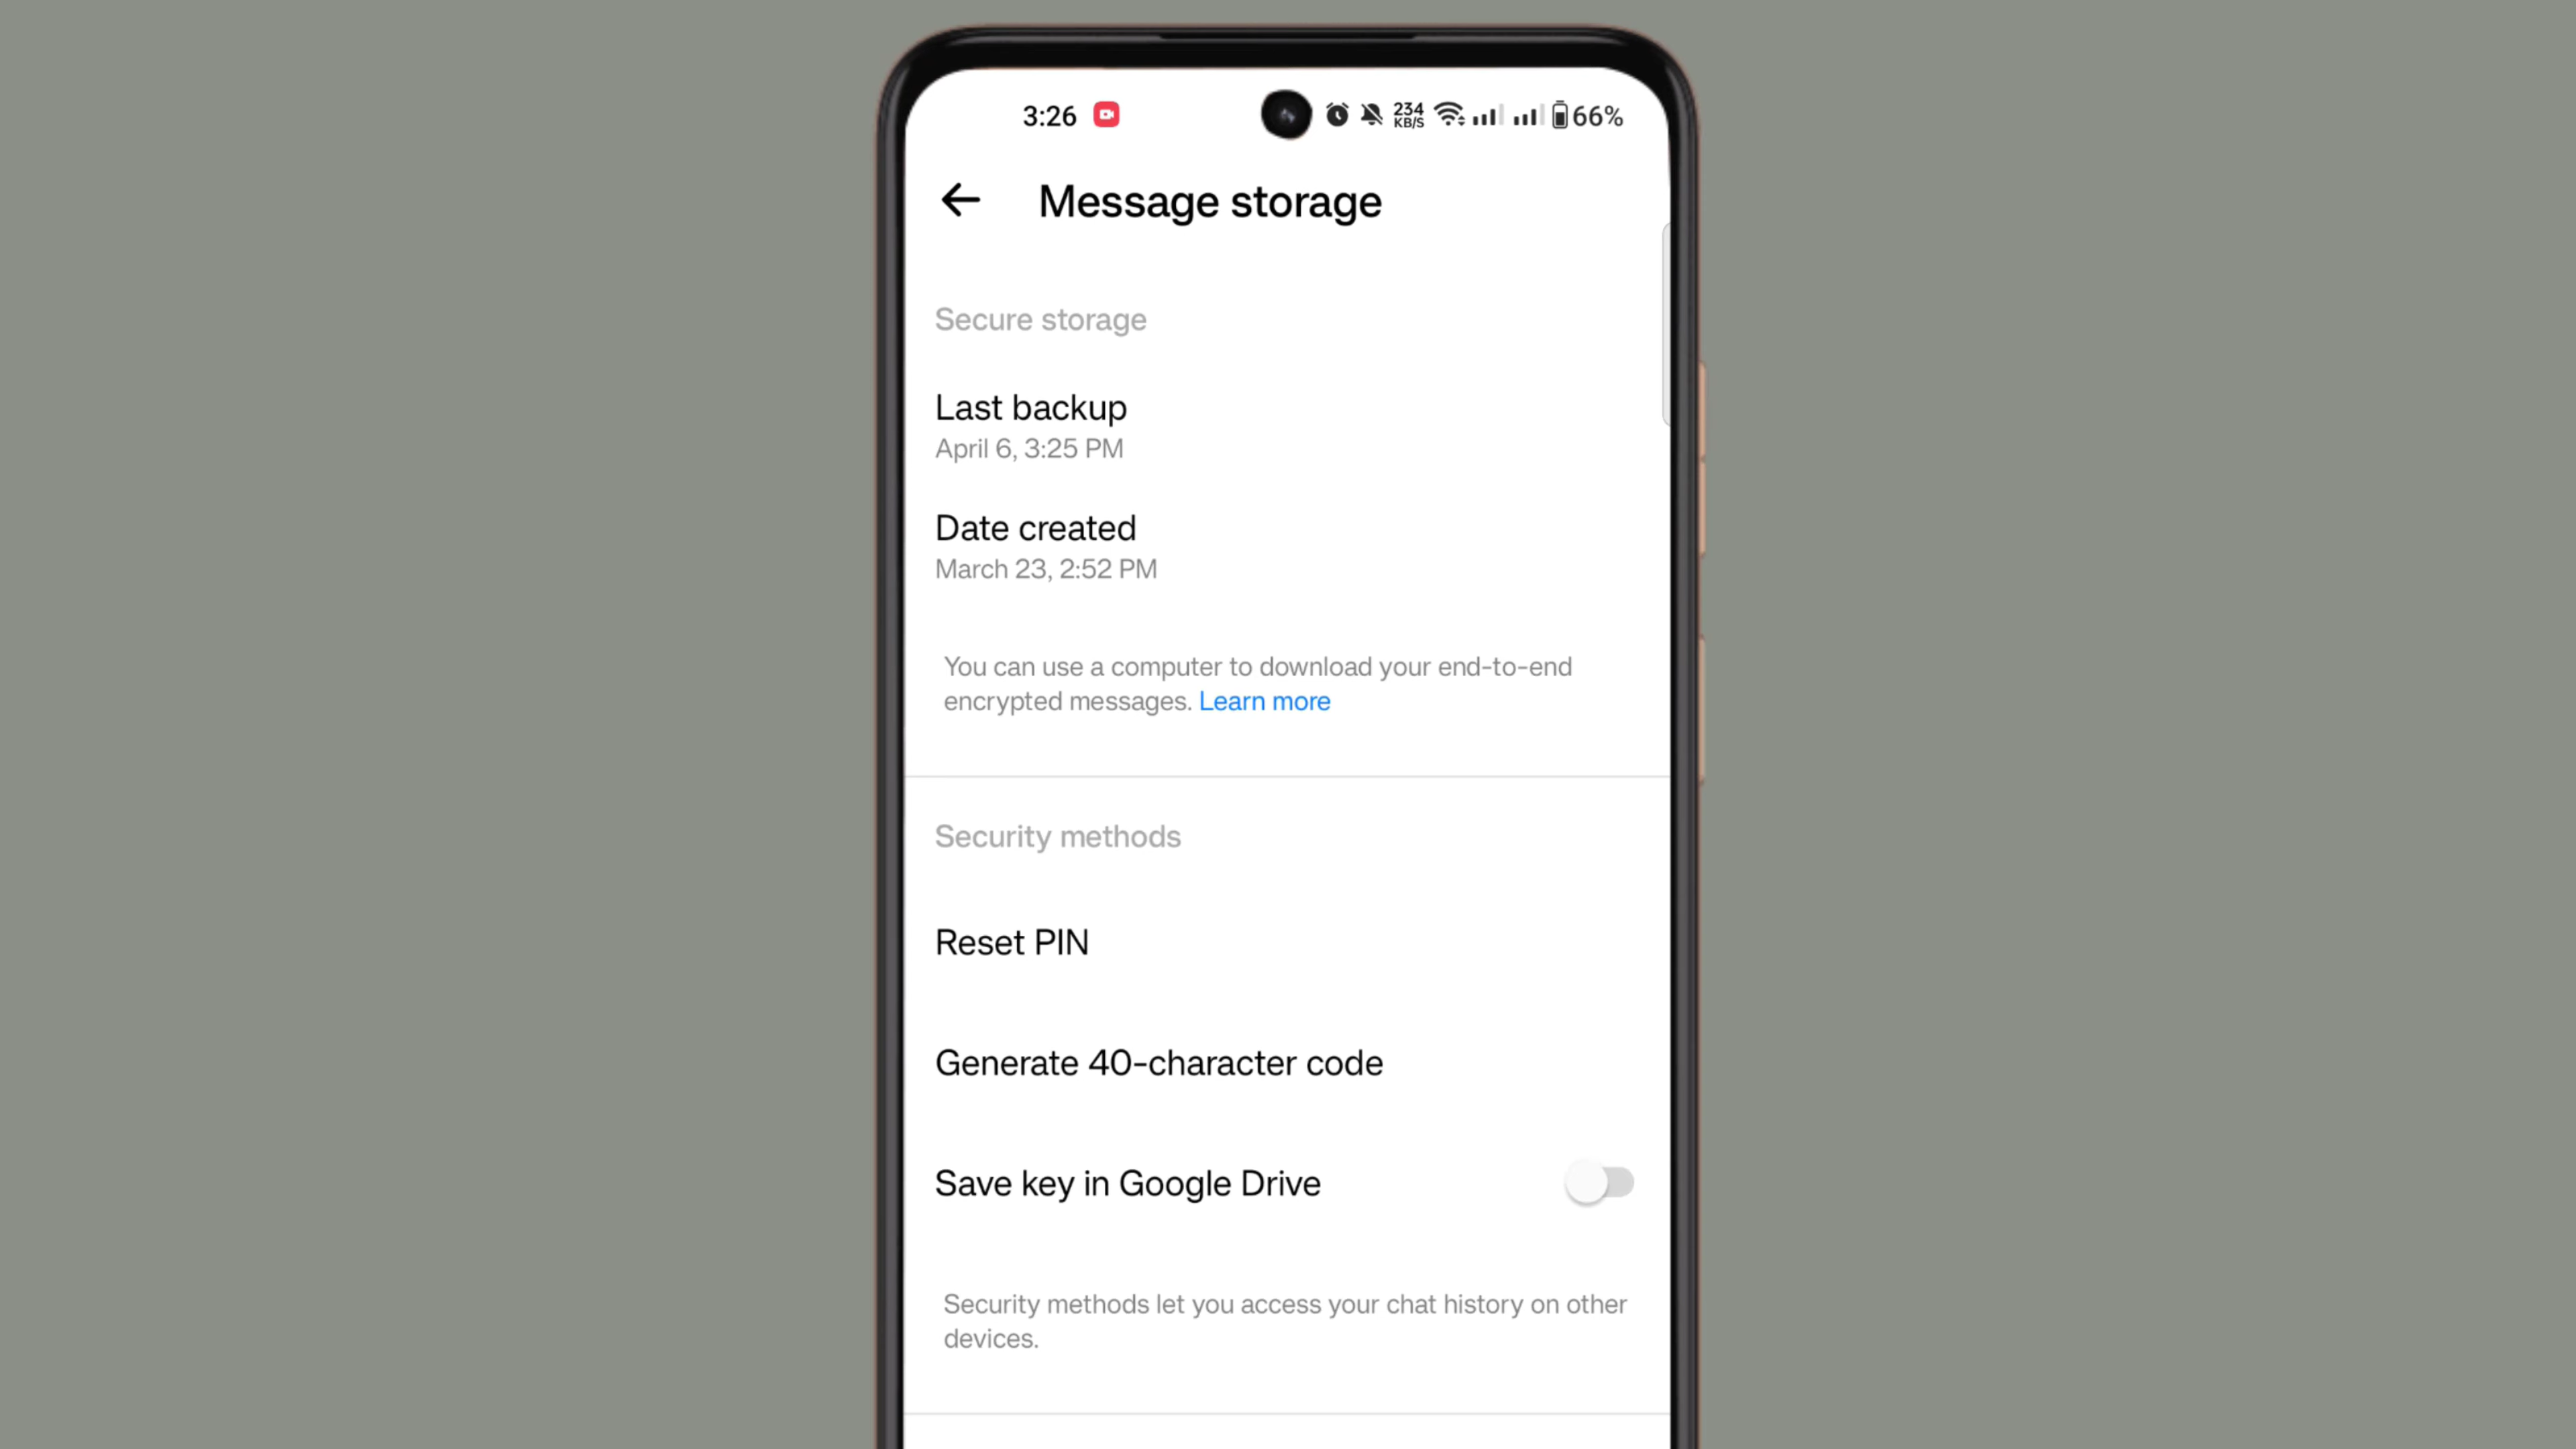 3:26
234
KB/S
66%
Message storage
Secure storage
Last backup
April 6, 3:25 PM
Date created
March 23, 2:52 PM
You can use a computer to download your end-to-end
encrypted messages. Learn more
Security methods
Reset PIN
Generate 40-character code
Save key in Google Drive
Security methods let you access your chat history on other
devices.